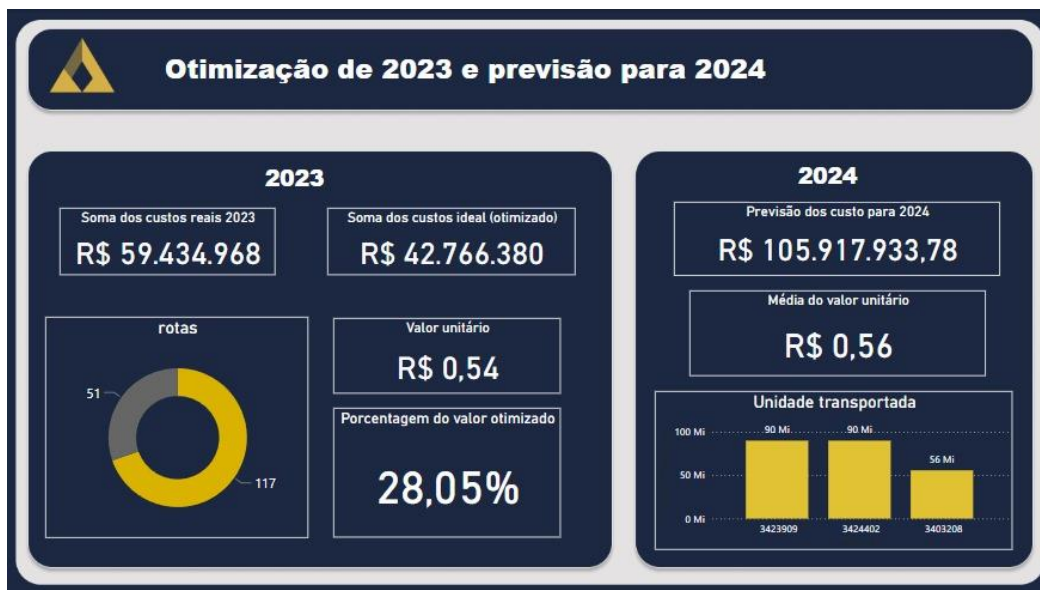 Otimização de 2023 e previsão para 2024
2023
Soma dos custos reais 2023
R$ 59.434.968
Soma dos custos ideal (otimizado)
R$ 42.766.380
rotas
51
117
Valor unitário
R$ 0,54
Porcentagem do valor otimizado
28,05%
2024
Previsão dos custo para 2024
R$ 105.917.933,78
Média do valor unitário
R$ 0,56
Unidade transportada
100 Mi
50 Mi
0 Mi
90 Mi
90 Mi
56 Mi
3423909
3424402
3403208